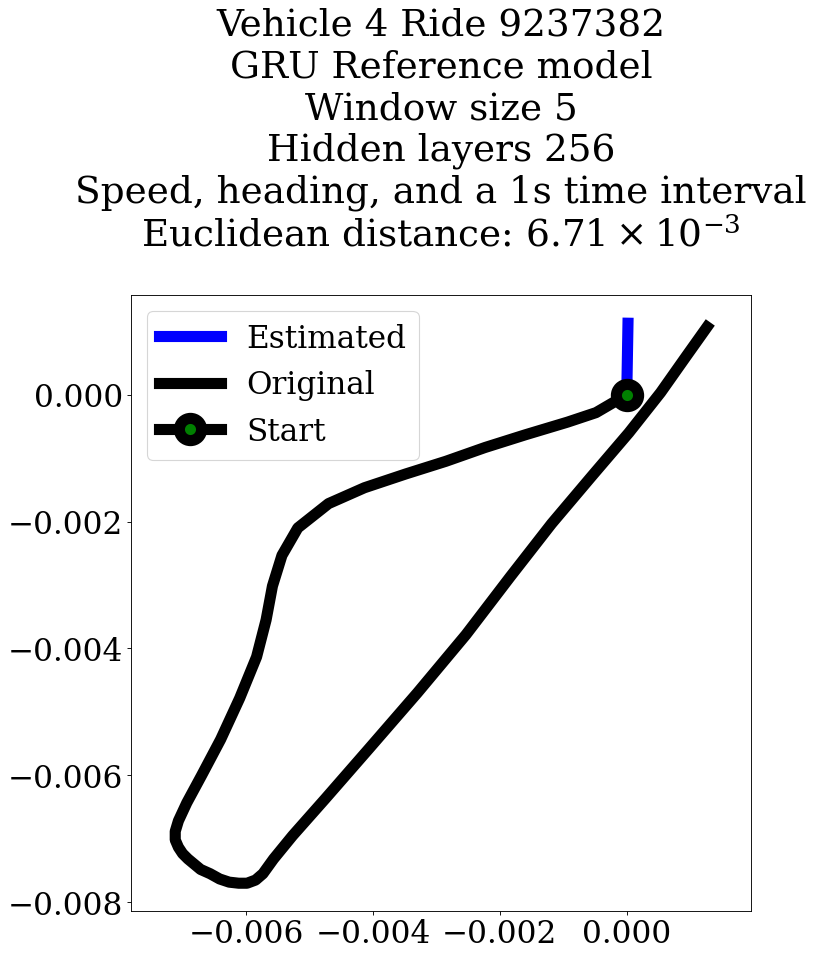 Vehicle 4 Ride 9237382
GRU Reference model
Window size 5
Hidden layers 256
Speed, heading, and a 1s time interval
Euclidean distance: 6.71 × 10⁻³
Estimated
Original
Start
0.000
−0.002
−0.004
−0.006
−0.008
−0.006 −0.004 −0.002 0.000